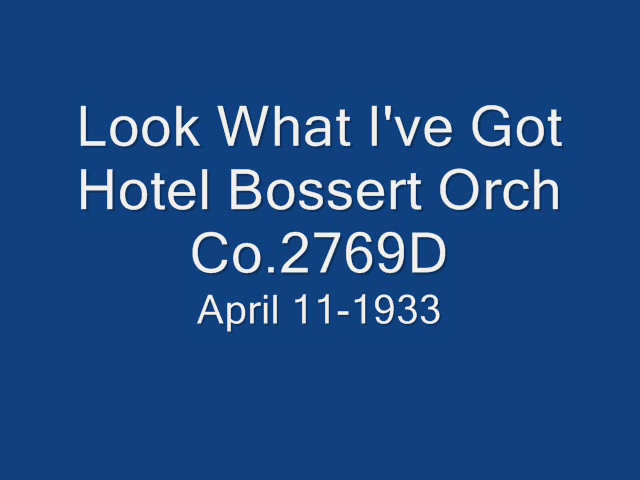 Look What I've Got
Hotel Bossert Orch
Co.2769D
April 11-1933